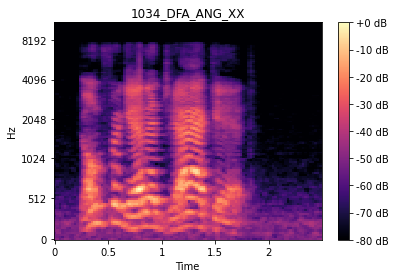 1034_DFA_ANG_XX
+0 dB
8192
-10 dB
4096
-20 dB
-30 dB
2048
Hz
-40 dB
1024
-50 dB
512
-60 dB
-70 dB
0
-80 dB
0
0.5
1
1.5
2
Time